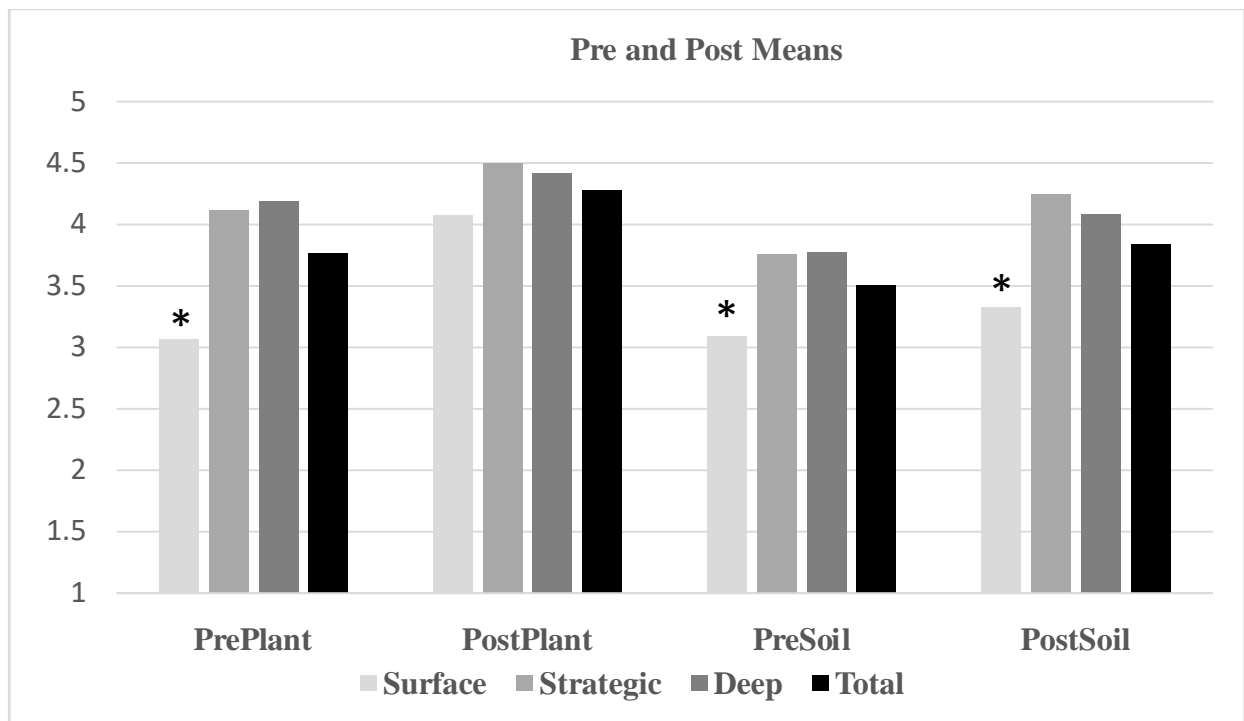 Pre and Post Means
5
4.5
4
3.5
3
2.5
2
1.5
1
* * *
PrePlant PostPlant PreSoil PostSoil
Surface Strategic Deep Total